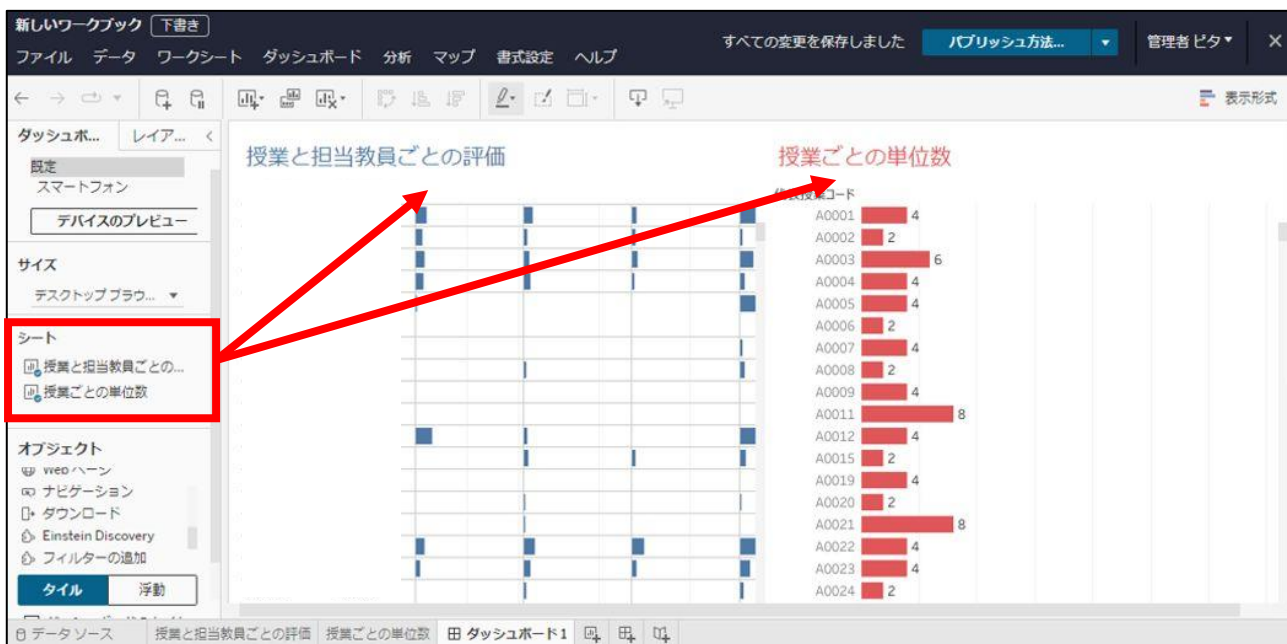 新しいワークブック 下書き
ファイル データ ワークシート ダッシュボード 分析 マップ 書式設定 ヘルプ
すべての変更を保存しました パブリッシュ方法... 管理者 ピタ
表示形式
ダッシュボ... レイア...
既定
スマートフォン
デバイスのプレビュー
サイズ
デスクトップ ブラウ...
シート
授業と担当教員ごとの...
授業ごとの単位数
オブジェクト
Web ページ
ナビゲーション
ダウンロード
Einstein Discovery
フィルターの追加
タイル 浮動
授業と担当教員ごとの評価
授業ごとの単位数
A0001 4
A0002 2
A0003 6
A0004 4
A0005 4
A0006 2
A0007 4
A0008 2
A0009 4
A0011 8
A0012 4
A0015 2
A0019 4
A0020 2
A0021 8
A0022 4
A0023 4
A0024 2
データ ソース 授業と担当教員ごとの評価 授業ごとの単位数 ダッシュボード 1